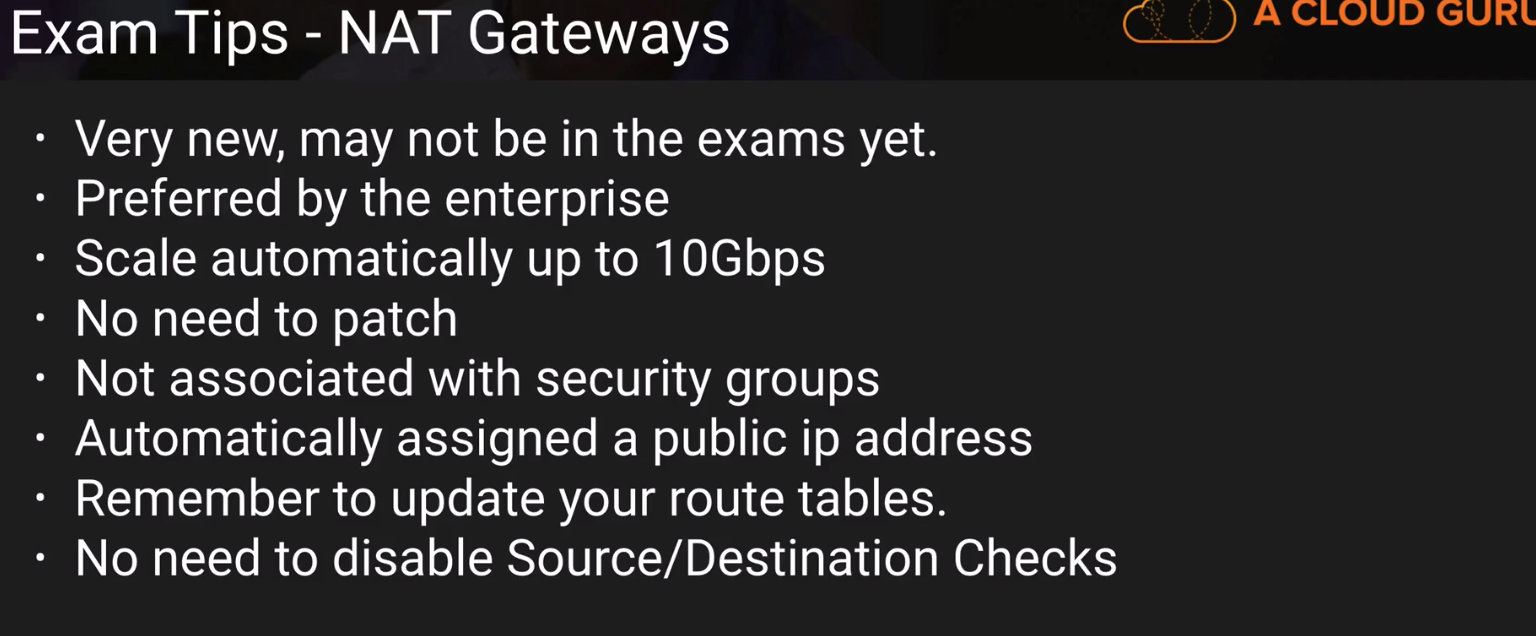 Exam Tips - NAT Gateways
A CLOUD GURU
· Very new, may not be in the exams yet.
· Preferred by the enterprise
· Scale automatically up to 10Gbps
· No need to patch
· Not associated with security groups
· Automatically assigned a public ip address
· Remember to update your route tables.
· No need to disable Source/Destination Checks